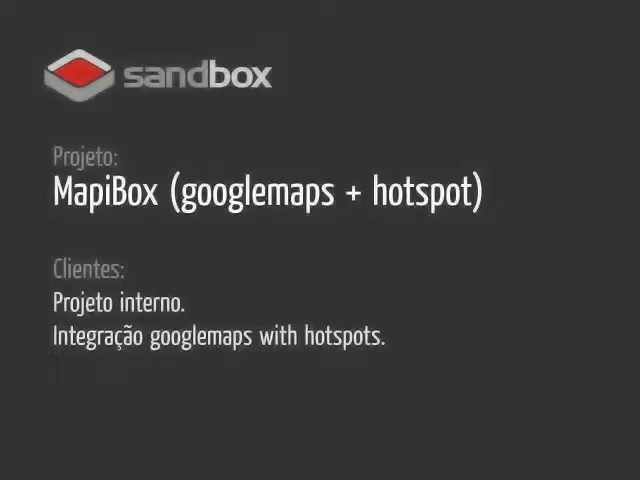 sandbox
Projeto:
MapiBox (googlemaps + hotspot)
Clientes:
Projeto interno.
Integração googlemaps with hotspots.